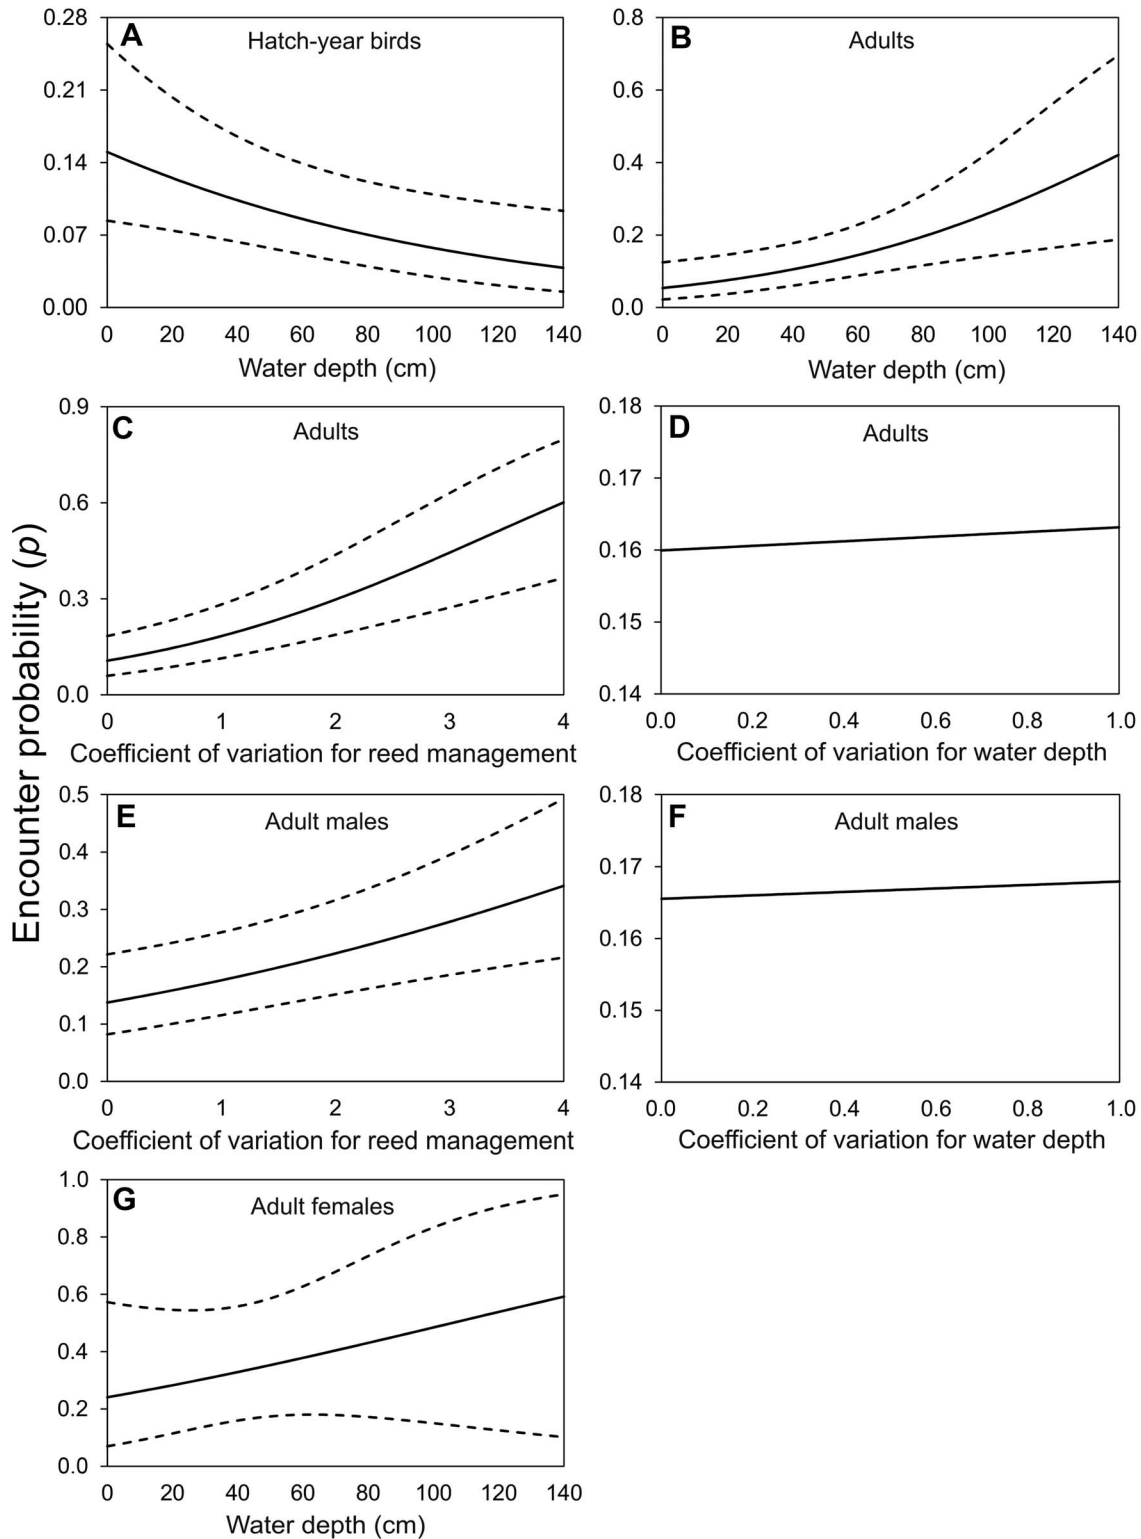 Encounter probability (p)
A
Hatch-year birds
0.28
0.21
0.14
0.07
0.00
0 20 40 60 80 100 120 140
Water depth (cm)
B
Adults
0.8
0.6
0.4
0.2
0.0
0 20 40 60 80 100 120 140
Water depth (cm)
C
Adults
0.9
0.6
0.3
0.0
0 1 2 3 4
Coefficient of variation for reed management
D
Adults
0.18
0.17
0.16
0.15
0.14
0.0 0.2 0.4 0.6 0.8 1.0
Coefficient of variation for water depth
E
Adult males
0.5
0.4
0.3
0.2
0.1
0.0
0 1 2 3 4
Coefficient of variation for reed management
F
Adult males
0.18
0.17
0.16
0.15
0.14
0.0 0.2 0.4 0.6 0.8 1.0
Coefficient of variation for water depth
G
Adult females
1.0
0.8
0.6
0.4
0.2
0.0
0 20 40 60 80 100 120 140
Water depth (cm)